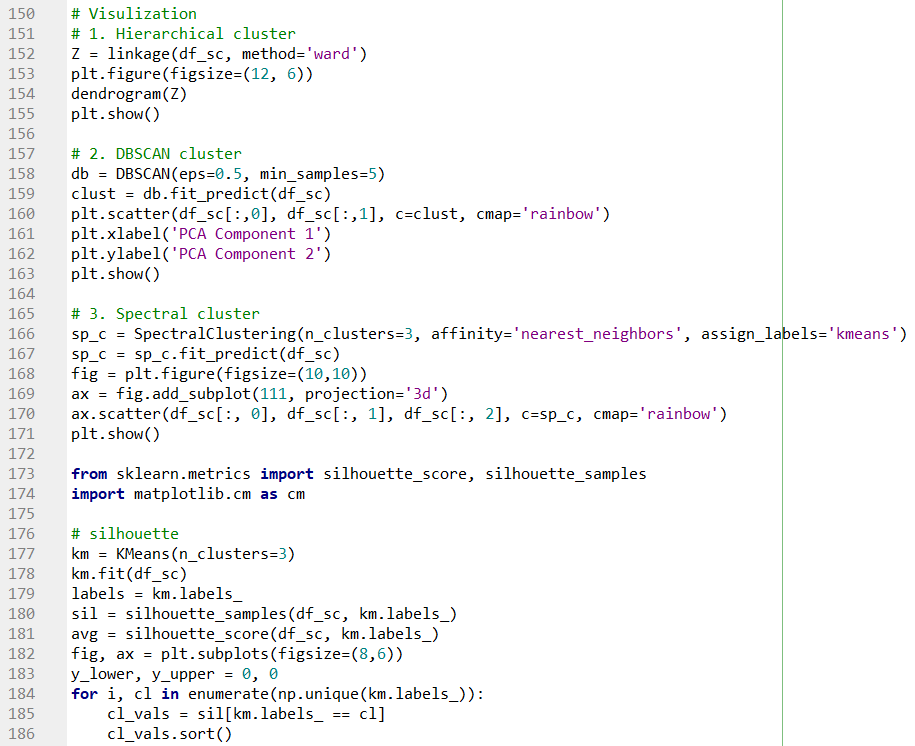 150 # Visulization
151 # 1. Hierarchical cluster
152 Z = linkage(df_sc, method='ward')
153 plt.figure(figsize=(12, 6))
154 dendrogram(Z)
155 plt.show()
156
157 # 2. DBSCAN cluster
158 db = DBSCAN(eps=0.5, min_samples=5)
159 clust = db.fit_predict(df_sc)
160 plt.scatter(df_sc[:,0], df_sc[:,1], c=clust, cmap='rainbow')
161 plt.xlabel('PCA Component 1')
162 plt.ylabel('PCA Component 2')
163 plt.show()
164
165 # 3. Spectral cluster
166 sp_c = SpectralClustering(n_clusters=3, affinity='nearest_neighbors', assign_labels='kmeans')
167 sp_c = sp_c.fit_predict(df_sc)
168 fig = plt.figure(figsize=(10,10))
169 ax = fig.add_subplot(111, projection='3d')
170 ax.scatter(df_sc[:, 0], df_sc[:, 1], df_sc[:, 2], c=sp_c, cmap='rainbow')
171 plt.show()
172
173 from sklearn.metrics import silhouette_score, silhouette_samples
174 import matplotlib.cm as cm
175
176 # silhouette
177 km = KMeans(n_clusters=3)
178 km.fit(df_sc)
179 labels = km.labels_
180 sil = silhouette_samples(df_sc, km.labels_)
181 avg = silhouette_score(df_sc, km.labels_)
182 fig, ax = plt.subplots(figsize=(8,6))
183 y_lower, y_upper = 0, 0
184 for i, cl in enumerate(np.unique(km.labels_)):
185     cl_vals = sil[km.labels_ == cl]
186     cl_vals.sort()